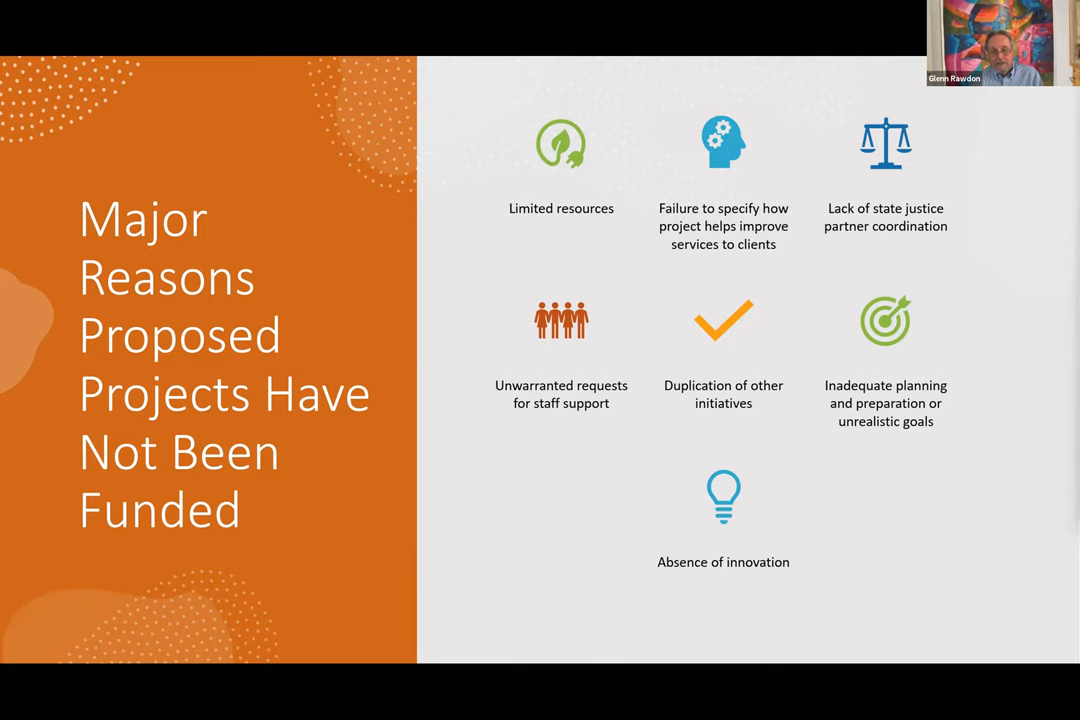 Glenn Rawdon
Major
Reasons
Proposed
Projects Have
Not Been
Funded
Limited resources
Failure to specify how
project helps improve
services to clients
Lack of state justice
partner coordination
Unwarranted requests
for staff support
Duplication of other
initiatives
Inadequate planning
and preparation or
unrealistic goals
Absence of innovation